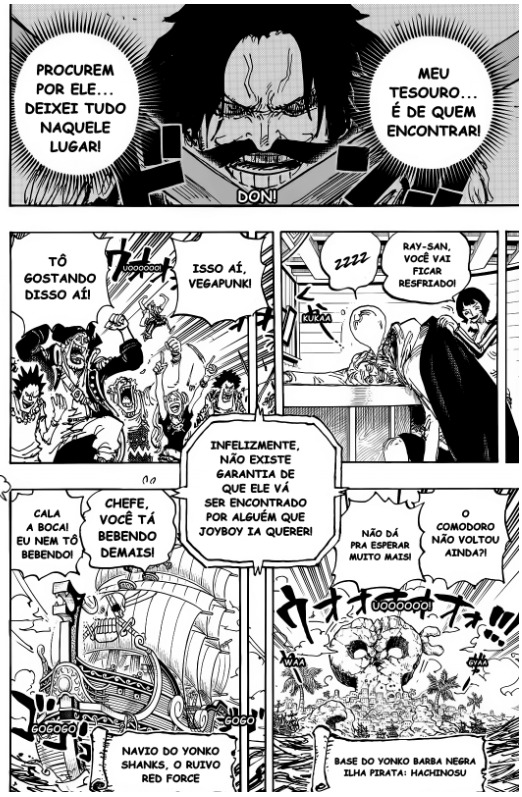 PROCUREM
POR ELE...
DEIXEI TUDO
NAQUELE
LUGAR!
MEU
TESOURO...
É DE QUEM
ENCONTRAR!
DON!
TÔ
GOSTANDO
DISSO AÍ!
ウオオ
UOOOOOO!
ISSO AÍ,
VEGAPUNK!
ZZZZ
RAY-SAN,
VOCÊ VAI
FICAR
RESFRIADO!
KUKAA
INFELIZMENTE,
NÃO EXISTE
GARANTIA DE
QUE ELE VÁ
SER ENCONTRADO
POR ALGUÉM QUE
JOYBOY IA QUERER!
CALA
A BOCA!
EU NEM TÔ
BEBENDO!
CHEFE,
VOCÊ TÁ
BEBENDO
DEMAIS!
GOGOGO
GOGO
NAVIO DO YONKO
SHANKS, O RUIVO
RED FORCE
NÃO DÁ
PRA ESPERAR
MUITO MAIS!
O
COMODORO
NÃO VOLTOU
AINDA?!
UOOOOOO!
WAA
GYAA
BASE DO YONKO BARBA NEGRA
ILHA PIRATA: HACHINOSU